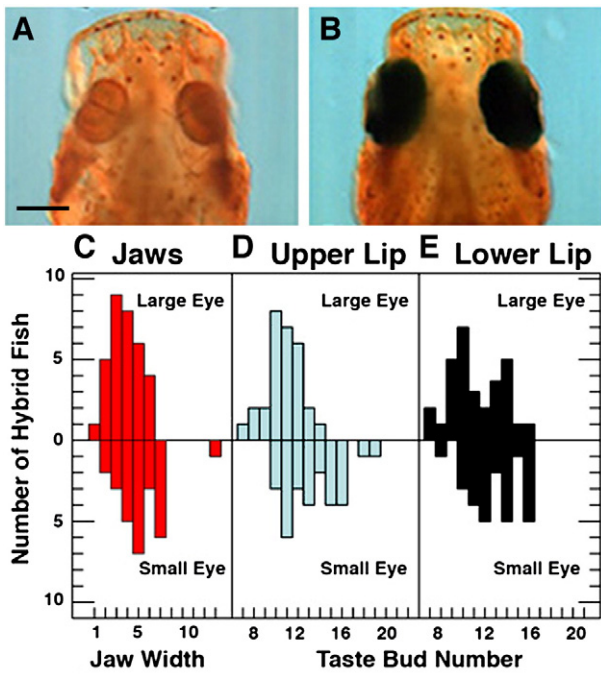 A
B
C Jaws
D Upper Lip
E Lower Lip
Number of Hybrid Fish
10
5
0
5
10
Large Eye
Large Eye
Large Eye
Small Eye
Small Eye
Small Eye
1 5 10
8 12 16 20
8 12 16 20
Jaw Width
Taste Bud Number